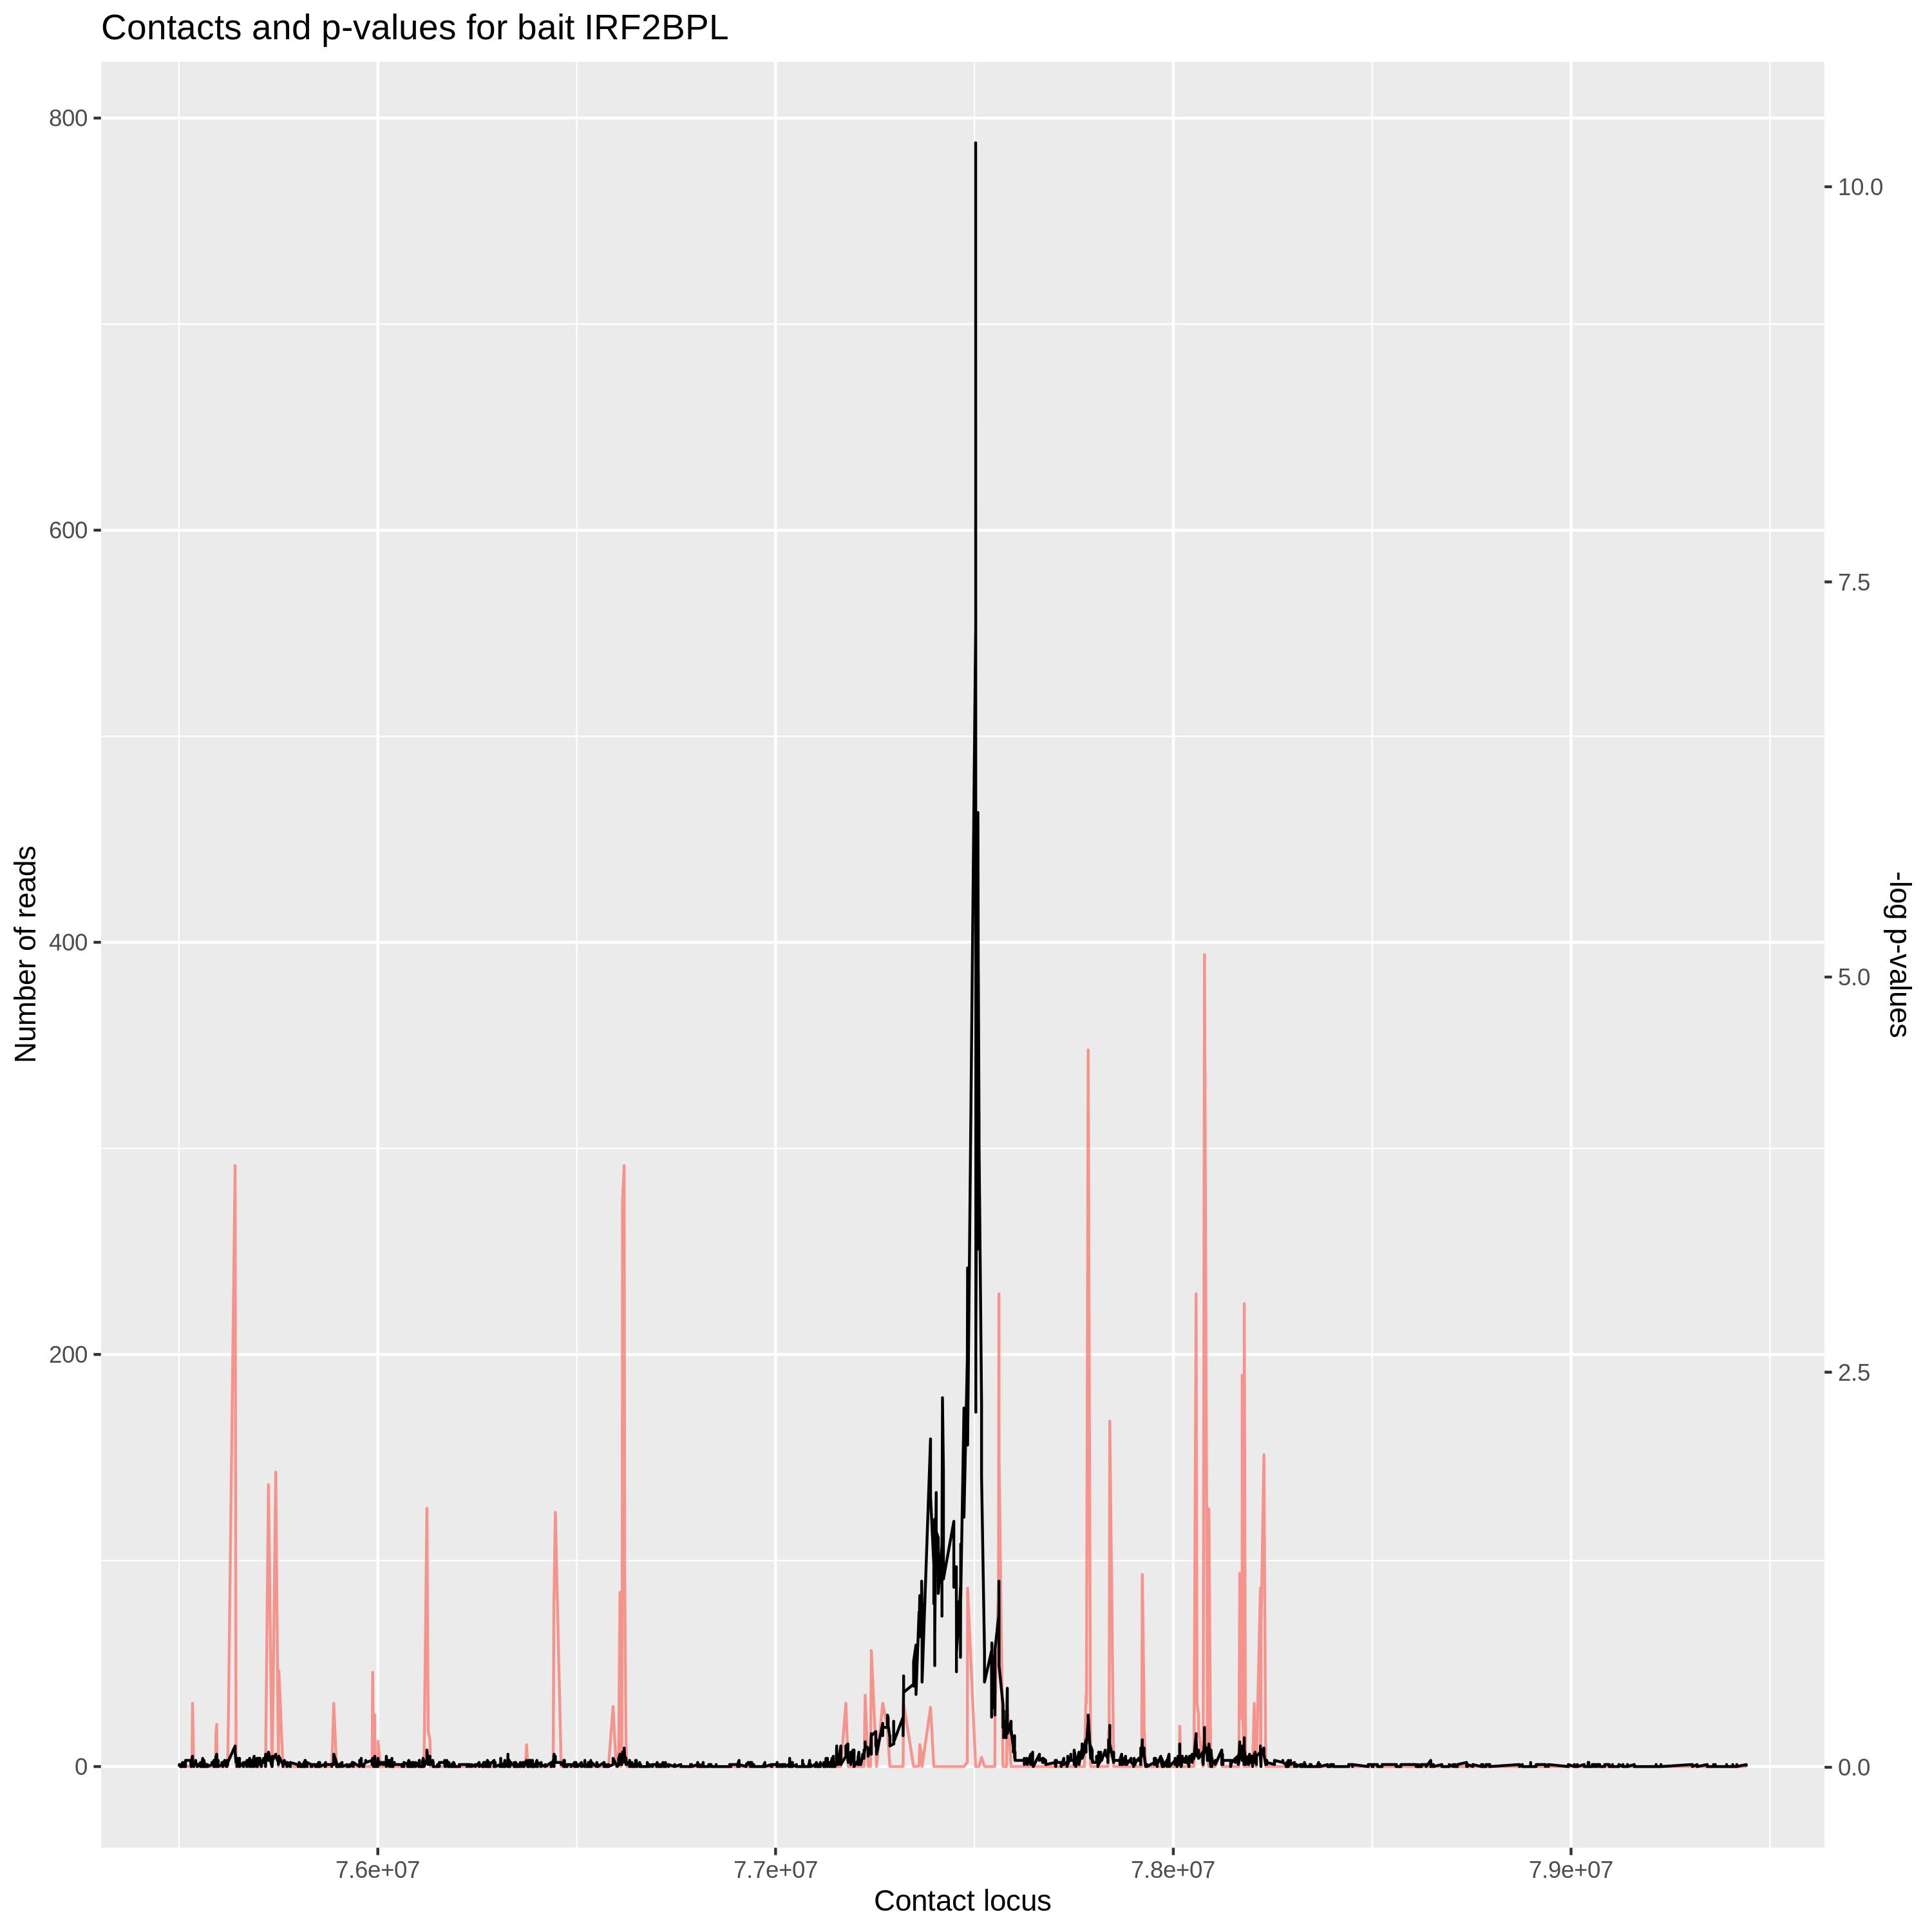 Contacts and p-values for bait IRF2BPL
800
600
400
200
0
Number of reads
10.0
7.5
5.0
2.5
0.0
-log p-values
7.6e+07
7.7e+07
7.8e+07
7.9e+07
Contact locus